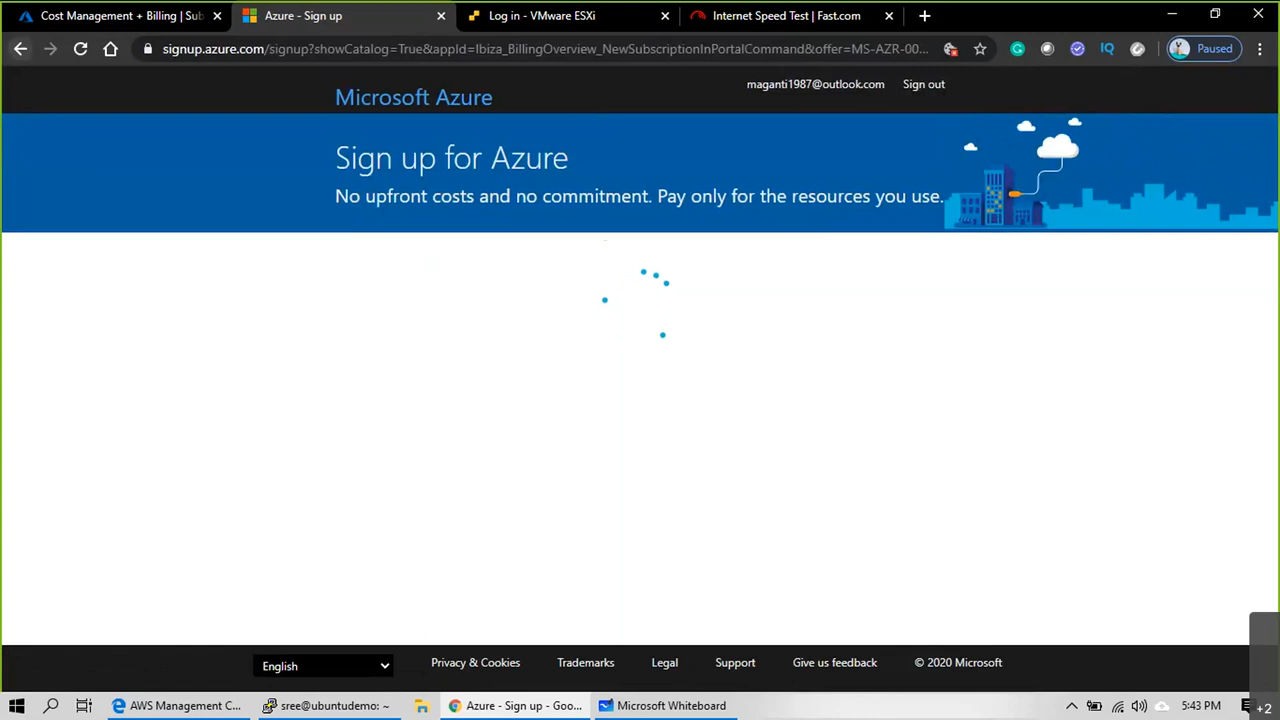 Cost Management + Billing | Sub
Azure - Sign up
Log in - VMware ESXi
Internet Speed Test | Fast.com
signup.azure.com/signup?showCatalog=True&appId=Ibiza_BillingOverview_NewSubscriptionInPortalCommand&offer=MS-AZR-00...
IQ
Paused
Microsoft Azure
maganti1987@outlook.com
Sign out
Sign up for Azure
No upfront costs and no commitment. Pay only for the resources you use.
English
Privacy & Cookies
Trademarks
Legal
Support
Give us feedback
© 2020 Microsoft
AWS Management C...
sree@ubuntudemo: ~
Azure - Sign up - Goo...
Microsoft Whiteboard
5:43 PM
+2